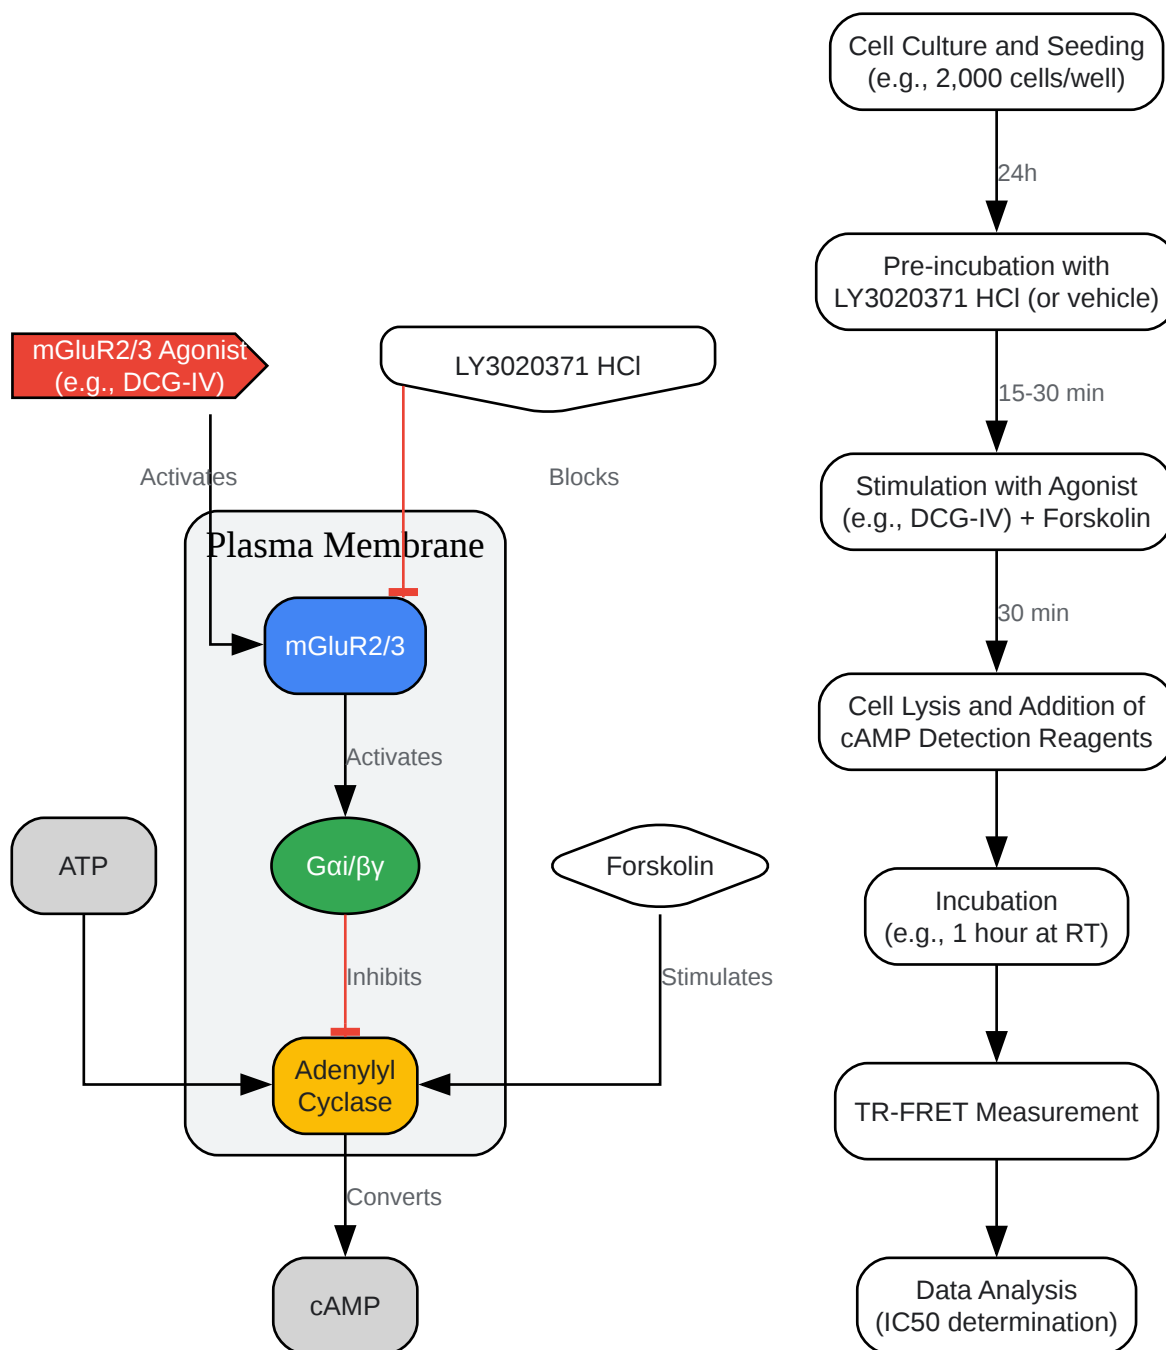 mGluR2/3 Agonist
(e.g., DCG-IV)
LY3020371 HCl
Activates
Blocks
Plasma Membrane
mGluR2/3
Activates
ATP
Gαi/βγ
Forskolin
Inhibits
Stimulates
Adenylyl
Cyclase
Converts
cAMP
Cell Culture and Seeding
(e.g., 2,000 cells/well)
24h
Pre-incubation with
LY3020371 HCl (or vehicle)
15-30 min
Stimulation with Agonist
(e.g., DCG-IV) + Forskolin
30 min
Cell Lysis and Addition of
cAMP Detection Reagents
Incubation
(e.g., 1 hour at RT)
TR-FRET Measurement
Data Analysis
(IC50 determination)